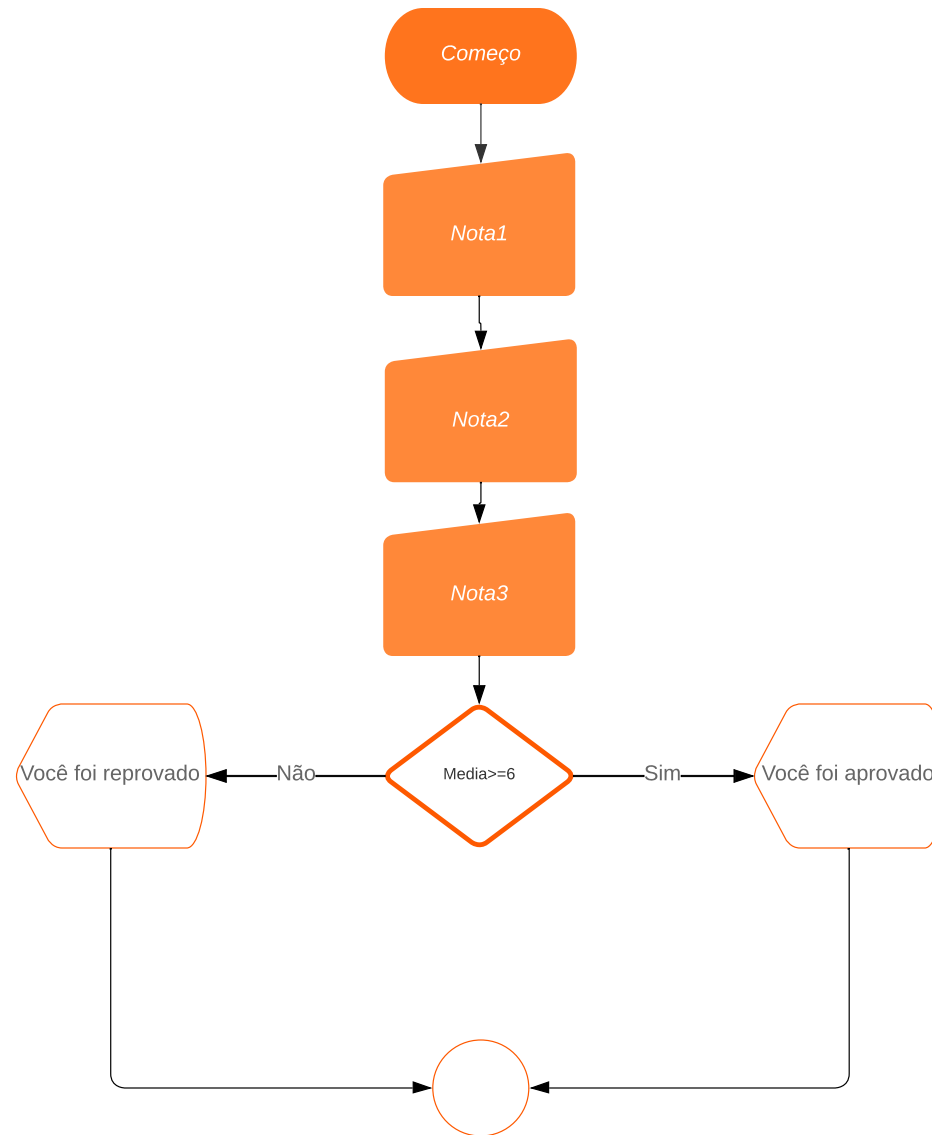 Começo
Nota1
Nota2
Nota3
Você foi reprovado
Não
Media>=6
Sim
Você foi aprovado